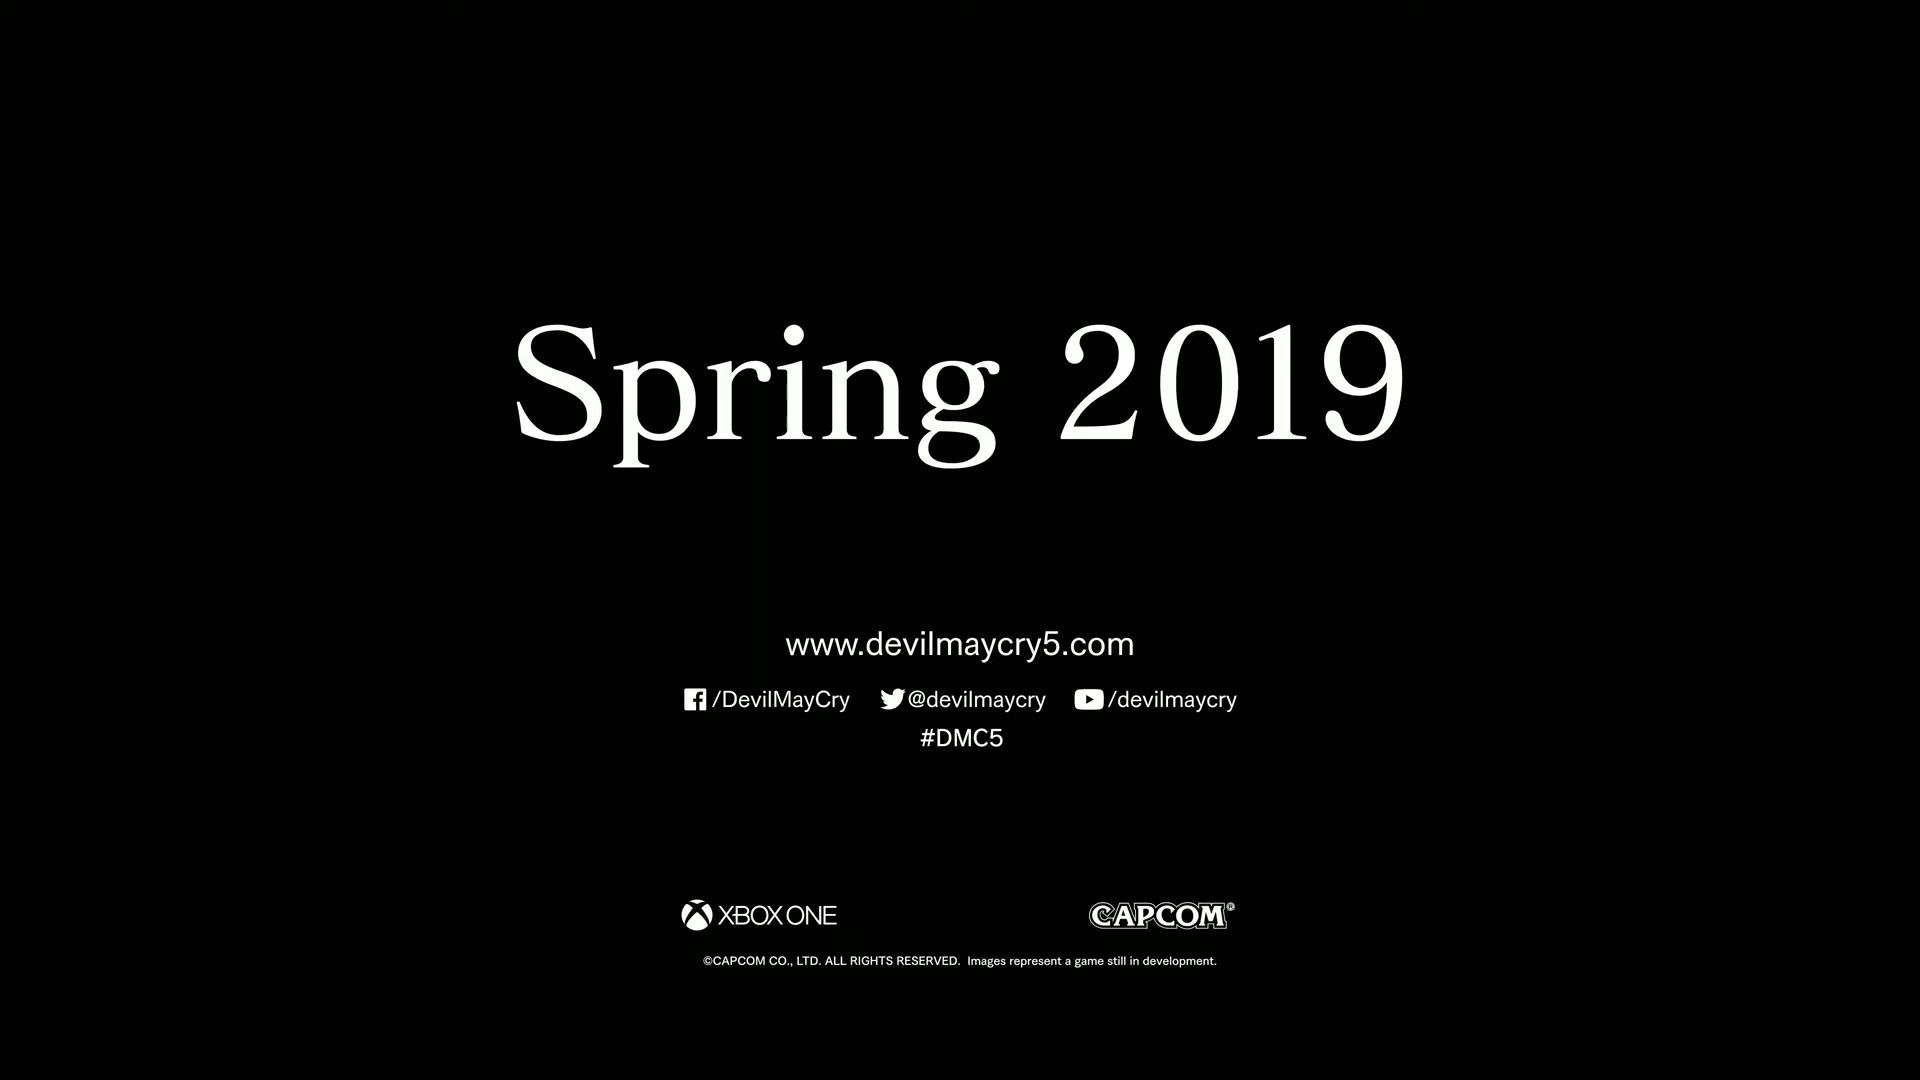 Spring 2019
www.devilmaycry5.com
/DevilMayCry @devilmaycry /devilmaycry
#DMC5
XBOX ONE CAPCOM®
©CAPCOM CO., LTD. ALL RIGHTS RESERVED. Images represent a game still in development.